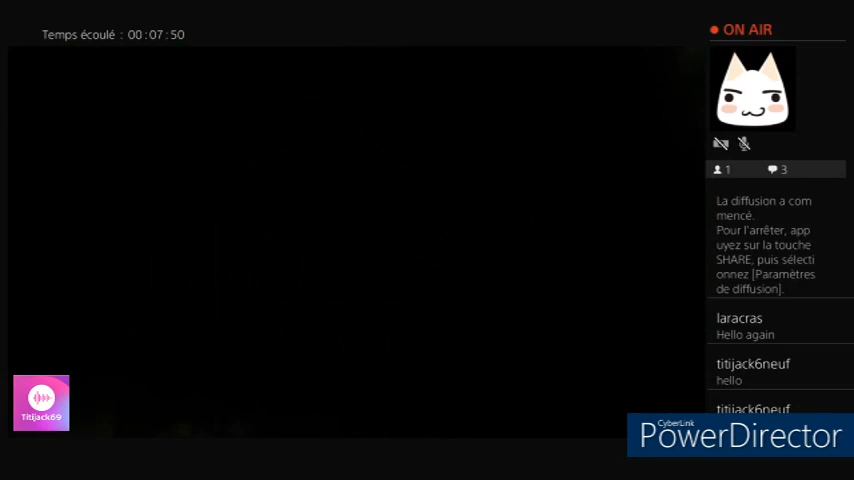 Temps écoulé : 00:07:50
ON AIR
1
3
La diffusion a com
mencé.
Pour l'arrêter, app
uyez sur la touche
SHARE, puis sélecti
onnez [Paramètres
de diffusion].
laracras
Hello again
titijack6neuf
hello
titijack6neuf
Titijack69
CyberLink
PowerDirector